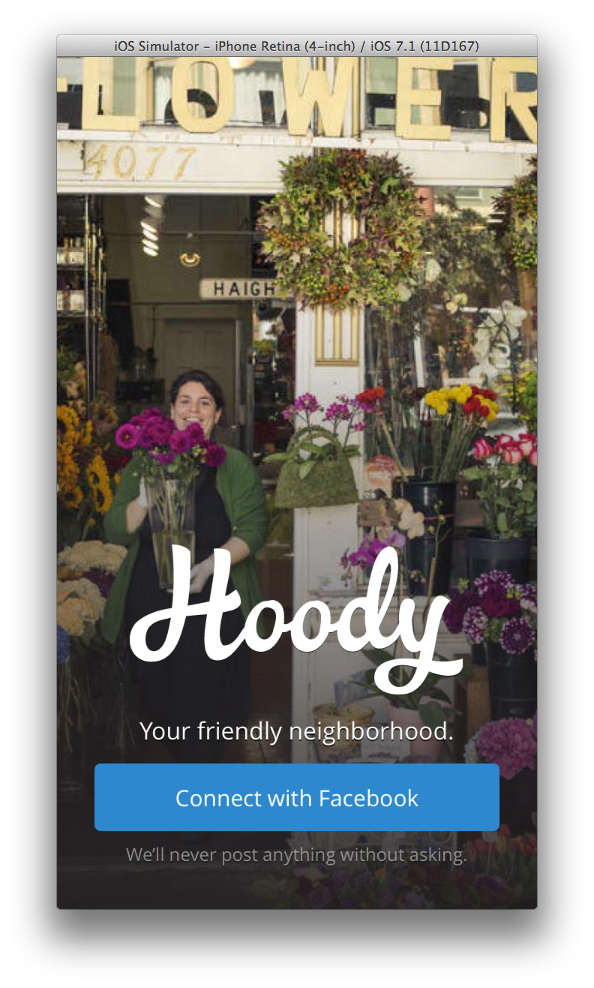 iOS Simulator – iPhone Retina (4-inch) / iOS 7.1 (11D167)
FLOWER
4077
HAIGH
Hoody
Your friendly neighborhood.
Connect with Facebook
We'll never post anything without asking.